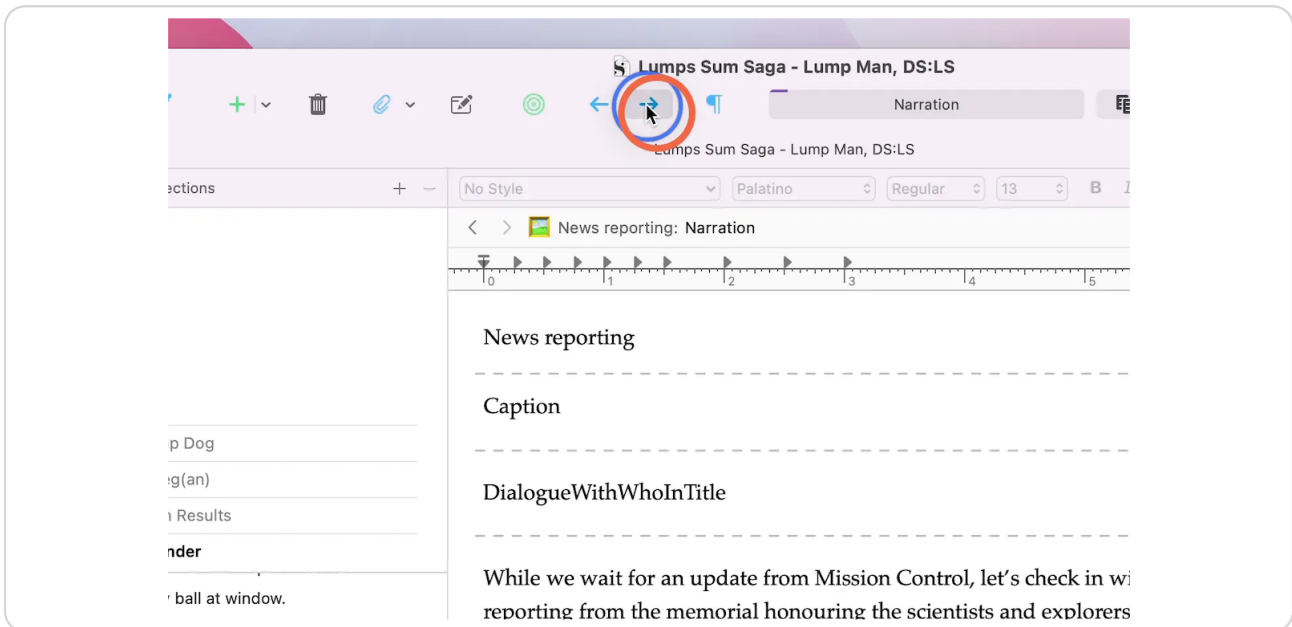 Lumps Sum Saga - Lump Man, DS:LS
Narration
Lumps Sum Saga - Lump Man, DS:LS
ections
No Style
Palatino
Regular
13
B I
News reporting: Narration
0 1 2 3 4 5
News reporting
Caption
DialogueWithWhoInTitle
p Dog
eg(an)
Results
nder
ball at window.
While we wait for an update from Mission Control, let's check in wi
reporting from the memorial honouring the scientists and explorers